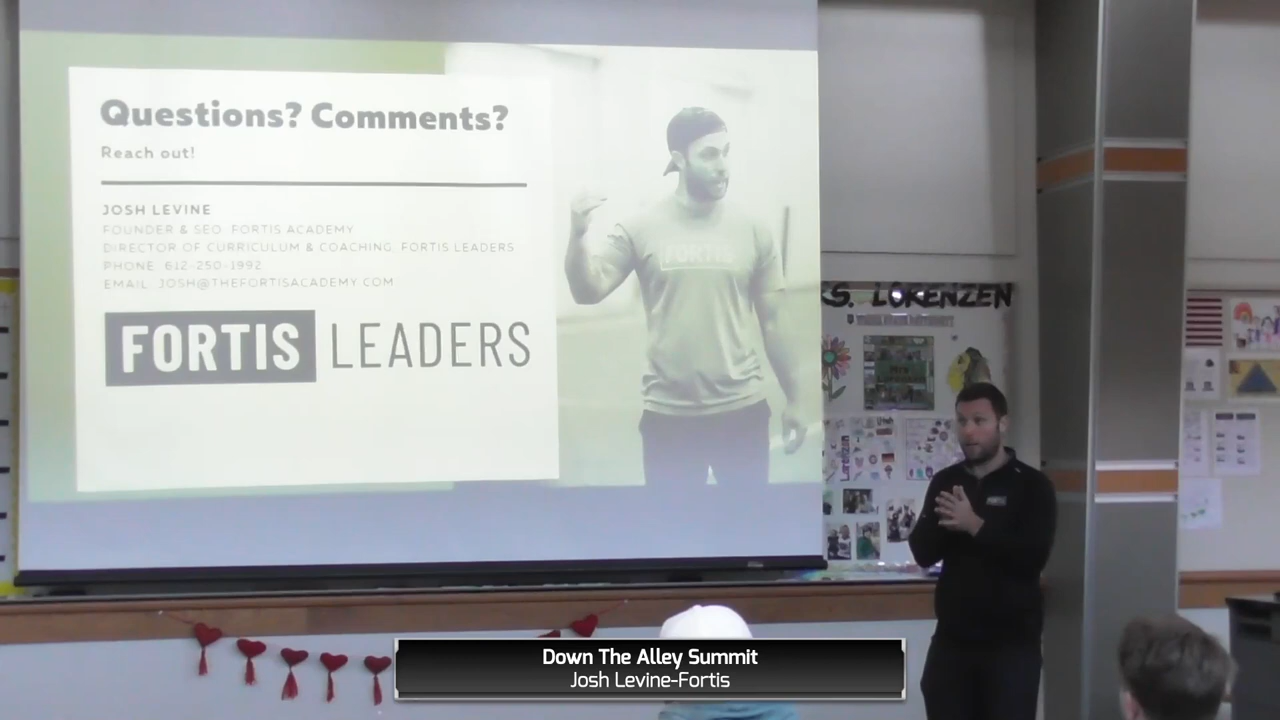 Questions? Comments?
Reach out!
JOSH LEVINE
FOUNDER & SEO, FORTIS ACADEMY
DIRECTOR OF CURRICULUM & COACHING, FORTIS LEADERS
PHONE: 612-250-1992
EMAIL: JOSH@THEFORTISACADEMY.COM
FORTIS LEADERS
FORTIS
S. LORENZEN
Down The Alley Summit
Josh Levine-Fortis